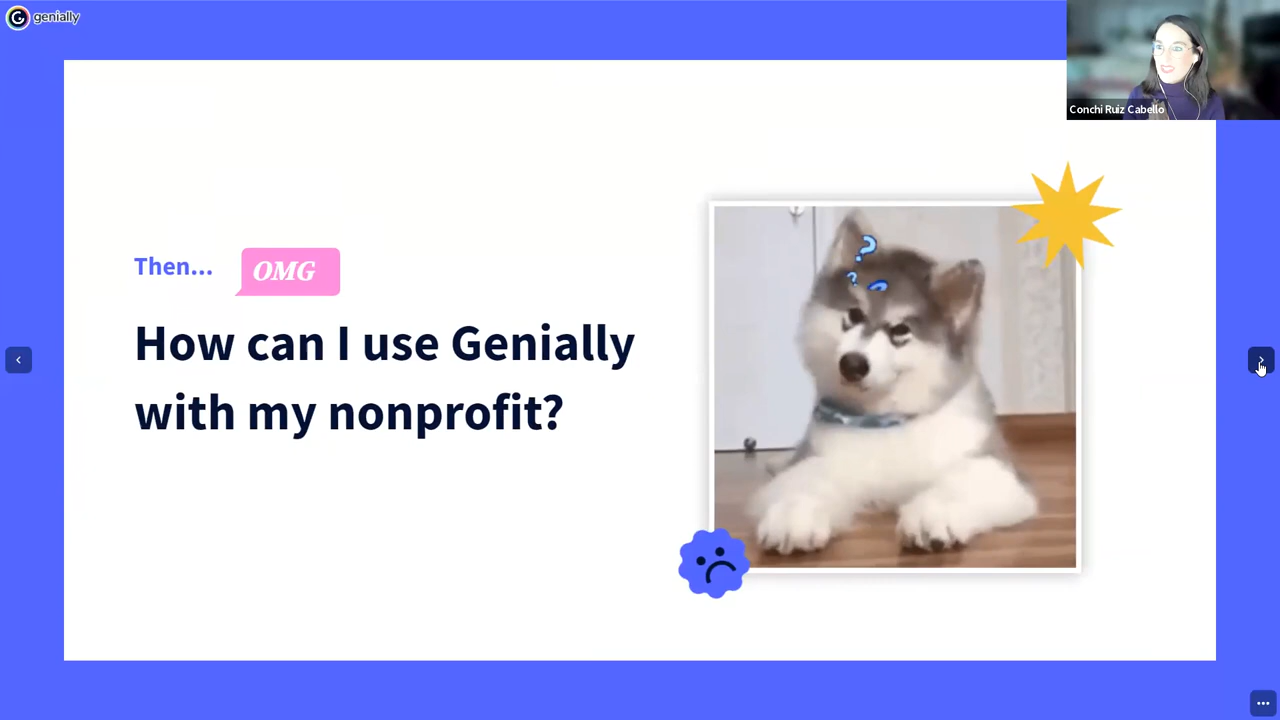 genially
Conchi Ruiz Cabello
Then...
OMG
How can I use Genially
with my nonprofit?
? ?